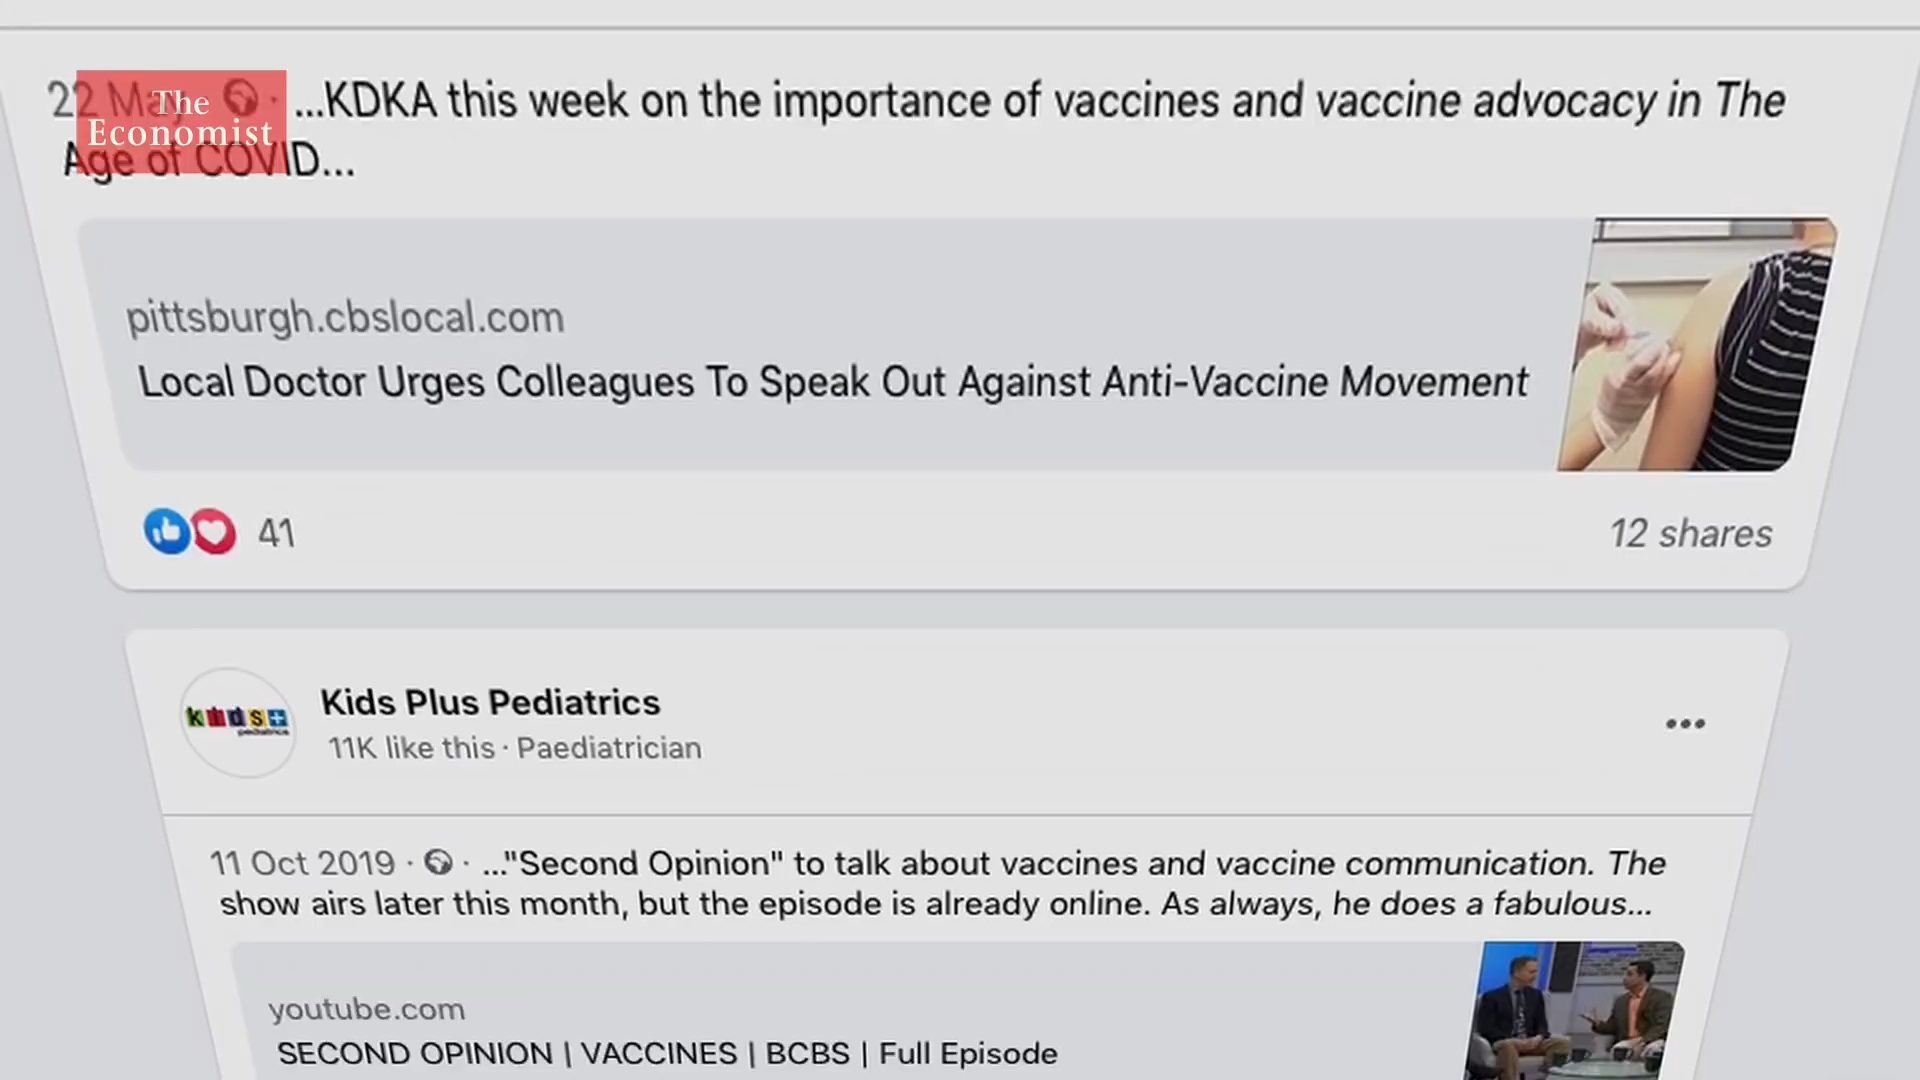 The
Economist
22 May · ...KDKA this week on the importance of vaccines and vaccine advocacy in The
Age of COVID...
pittsburgh.cbslocal.com
Local Doctor Urges Colleagues To Speak Out Against Anti-Vaccine Movement
41
12 shares
kids+
pediatrics
Kids Plus Pediatrics
11K like this · Paediatrician
11 Oct 2019 · · ..."Second Opinion" to talk about vaccines and vaccine communication. The
show airs later this month, but the episode is already online. As always, he does a fabulous...
youtube.com
SECOND OPINION | VACCINES | BCBS | Full Episode